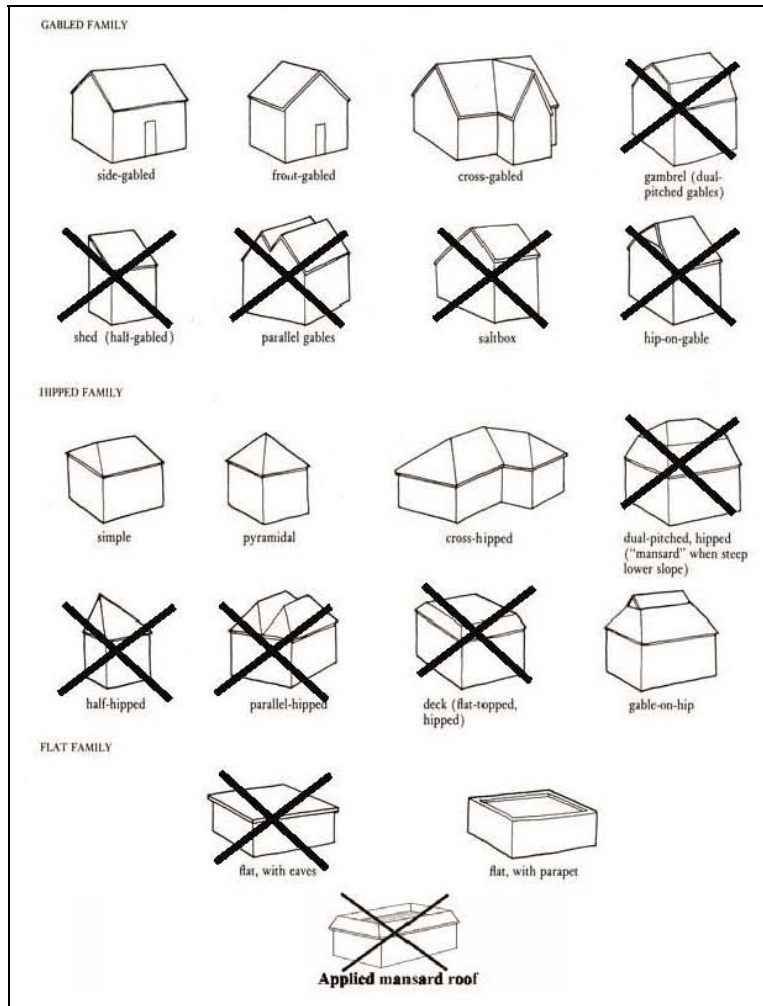 GABLED FAMILY
side-gabled
front-gabled
cross-gabled
gambrel (dual-
pitched gables)
shed (half-gabled)
parallel gables
saltbox
hip-on-gable
HIPPED FAMILY
simple
pyramidal
cross-hipped
dual-pitched, hipped
("mansard" when steep
lower slope)
half-hipped
parallel-hipped
deck (flat-topped,
hipped)
gable-on-hip
FLAT FAMILY
flat, with eaves
flat, with parapet
Applied mansard roof